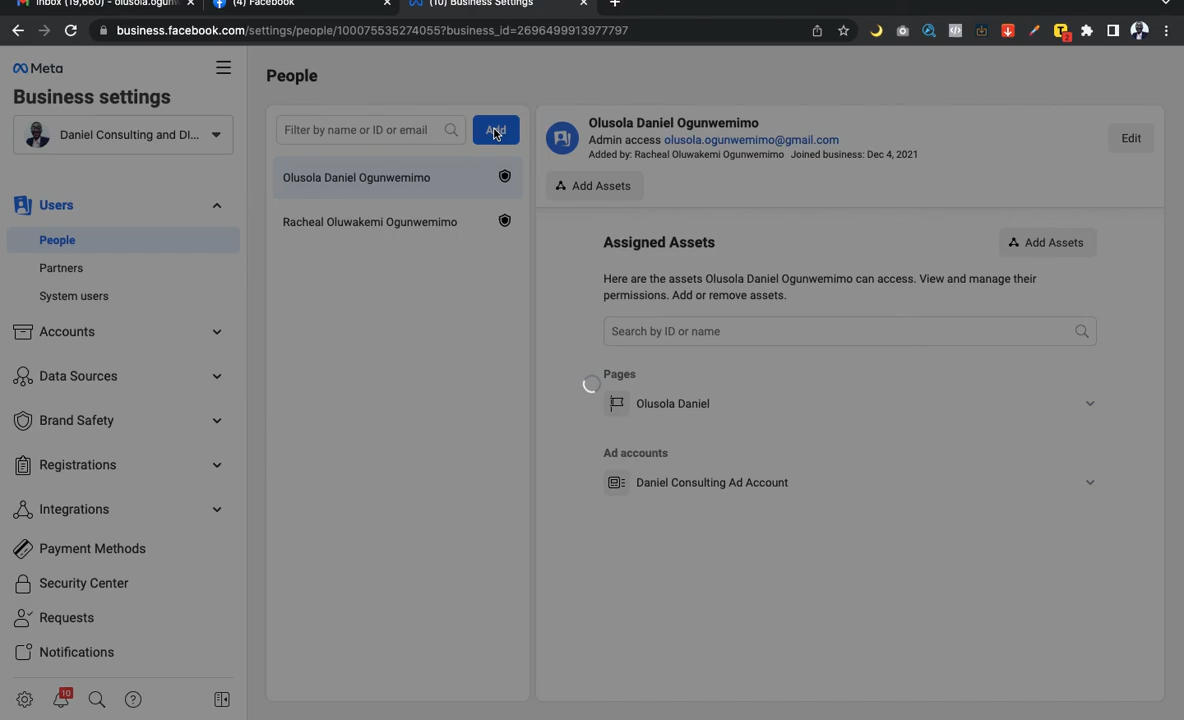 Inbox (19,660) - olusola.ogunw
(4) Facebook
(10) Business Settings
business.facebook.com/settings/people/100075535274055?business_id=2696499913977797
2
Meta
Business settings
Daniel Consulting and DI...
Users
People
Partners
System users
Accounts
Data Sources
Brand Safety
Registrations
Integrations
Payment Methods
Security Center
Requests
Notifications
10
People
Filter by name or ID or email
Add
Olusola Daniel Ogunwemimo
Racheal Oluwakemi Ogunwemimo
Olusola Daniel Ogunwemimo
Admin access olusola.ogunwemimo@gmail.com
Added by: Racheal Oluwakemi Ogunwemimo Joined business: Dec 4, 2021
Edit
Add Assets
Assigned Assets
Add Assets
Here are the assets Olusola Daniel Ogunwemimo can access. View and manage their
permissions. Add or remove assets.
Search by ID or name
Pages
Olusola Daniel
Ad accounts
Daniel Consulting Ad Account